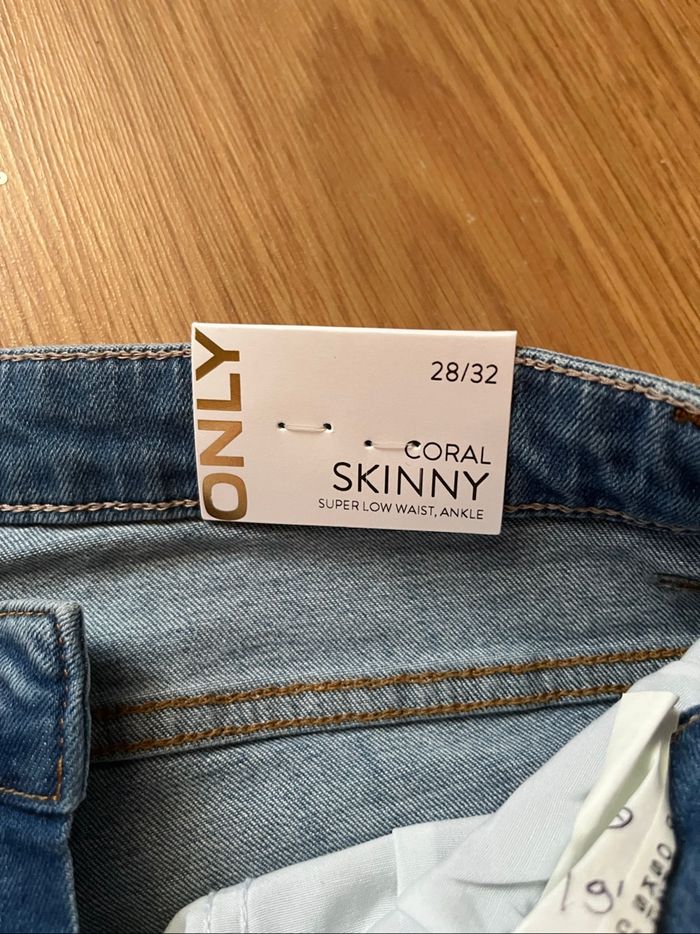 ONLY
28/32
CORAL
SKINNY
SUPER LOW WAIST, ANKLE